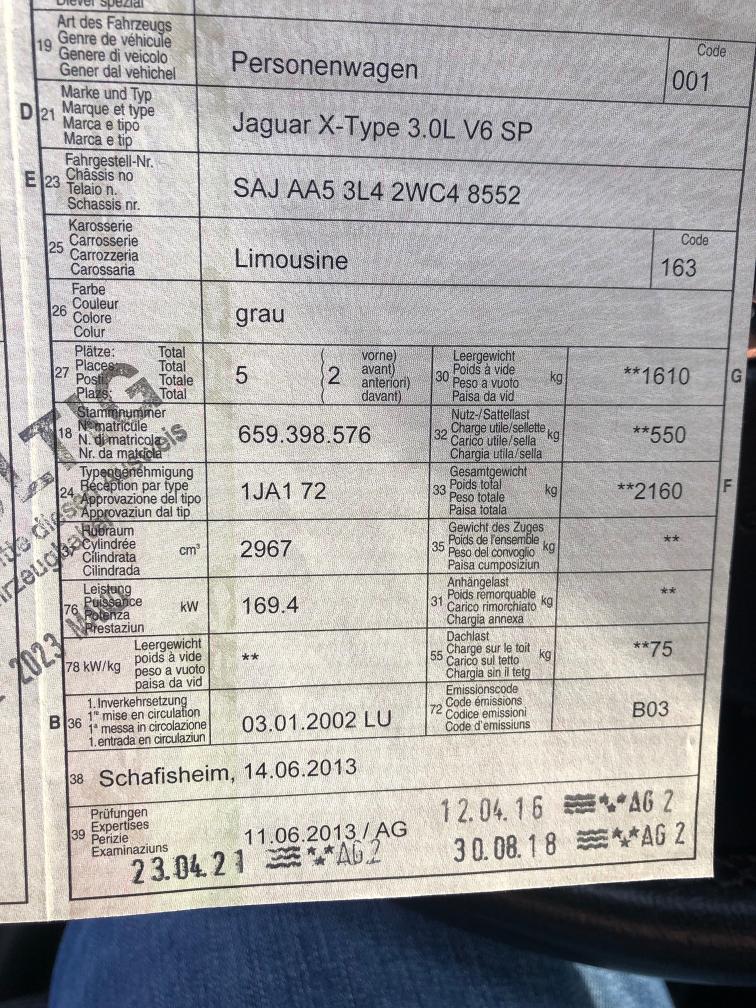 19 Art des Fahrzeugs
Genre de véhicule
Genere di veicolo
Gener dal vehichel
Personenwagen
Code
001
D 21 Marke und Typ
Marque et type
Marca e tipo
Marca e tip
Jaguar X-Type 3.0L V6 SP
E 23 Fahrgestell-Nr.
Châssis no
Telaio n.
Schassis nr.
SAJ AA5 3L4 2WC4 8552
25 Karosserie
Carrosserie
Carrozzeria
Carossaria
Limousine
Code
163
26 Farbe
Couleur
Colore
Colur
grau
27 Plätze: Total
Places: Total
Posti: Totale
Plazs: Total
5
2
vorne)
avant)
anteriori)
davant)
30 Leergewicht
Poids à vide
Peso a vuoto
Paisa da vid
kg
**1610
G
18 Stammnummer
N° matricule
N. di matricola
Nr. da matricla
659.398.576
32 Nutz-/Sattellast
Charge utile/sellette
Carico utile/sella
Chargia utila/sella
kg
**550
24 Typengenehmigung
Réception par type
Approvazione del tipo
Approvaziun dal tip
1JA1 72
33 Gesamtgewicht
Poids total
Peso totale
Paisa totala
kg
**2160
F
Hubraum
Cylindrée
Cilindrata
Cilindrada
cm³
2967
35 Gewicht des Zuges
Poids de l'ensemble
Peso del convoglio
Paisa cumposiziun
kg
**
76 Leistung
Puissance
Potenza
Prestaziun
kW
169.4
31 Anhängelast
Poids remorquable
Carico rimorchiato
Chargia annexa
kg
**
78 kW/kg
Leergewicht
poids à vide
peso a vuoto
paisa da vid
**
55 Dachlast
Charge sur le toit
Carico sul tetto
Chargia sin il tetg
kg
**75
B 36 1. Inverkehrsetzung
1re mise en circulation
1a messa in circolazione
1. entrada en circulaziun
03.01.2002 LU
72 Emissionscode
Code émissions
Codice emissioni
Code d'emissiuns
B03
38 Schafisheim, 14.06.2013
39 Prüfungen
Expertises
Perizie
Examinaziuns
11.06.2013 / AG
12.04.16 AG 2
23.04.21 AG 2
30.08.18 AG 2
2023